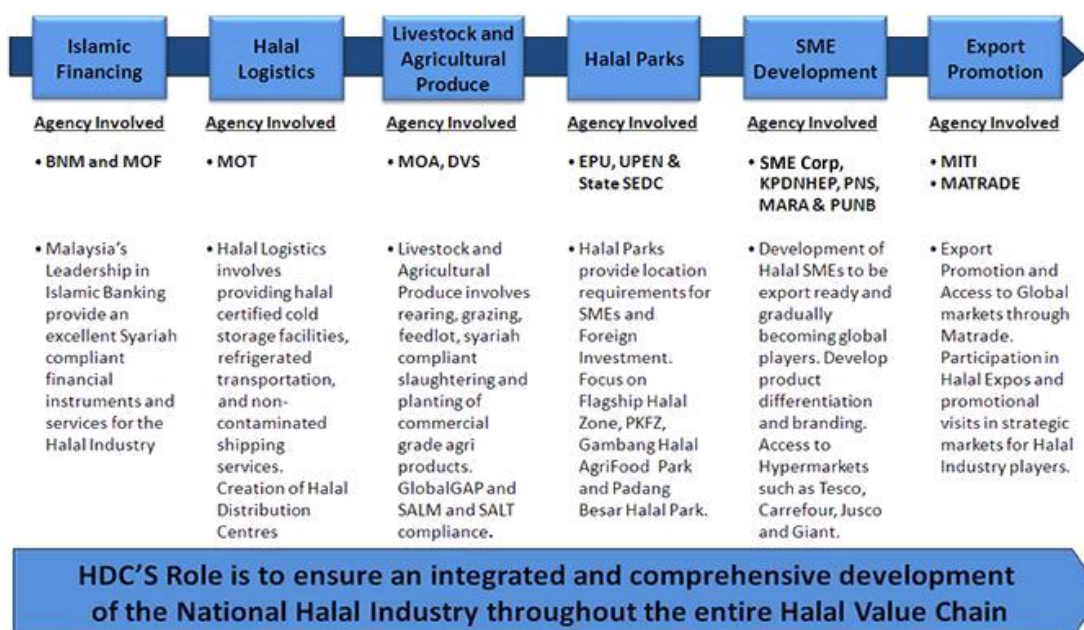 Islamic
Financing
Halal
Logistics
Livestock and
Agricultural
Produce
Halal Parks
SME
Development
Export
Promotion
Agency Involved
• BNM and MOF
• Malaysia's
Leadership in
Islamic Banking
provide an
excellent Syariah
compliant
financial
instruments and
services for the
Halal Industry
Agency Involved
• MOT
• Halal Logistics
involves
providing halal
certified cold
storage facilities,
refrigerated
transportation,
and non-
contaminated
shipping
services.
Creation of Halal
Distribution
Centres
Agency Involved
• MOA, DVS
• Livestock and
Agricultural
Produce involves
rearing, grazing,
feedlot, syariah
compliant
slaughtering and
planting of
commercial
grade agri
products.
GlobalGAP and
SALM and SALT
compliance.
Agency Involved
• EPU, UPEN &
State SEDC
• Halal Parks
provide location
requirements for
SMEs and
Foreign
Investment.
Focus on
Flagship Halal
Zone, PKFZ,
Gambang Halal
AgriFood Park
and Padang
Besar Halal Park.
Agency Involved
• SME Corp,
KPDNHEP, PNS,
MARA & PUNB
• Development of
Halal SMEs to be
export ready and
gradually
becoming global
players. Develop
product
differentiation
and branding.
Access to
Hypermarkets
such as Tesco,
Carrefour, Jusco
and Giant.
Agency Involved
• MITI
• MATRADE
• Export
Promotion and
Access to Global
markets through
Matrade.
Participation in
Halal Expos and
promotional
visits in strategic
markets for Halal
Industry players.
HDC'S Role is to ensure an integrated and comprehensive development
of the National Halal Industry throughout the entire Halal Value Chain